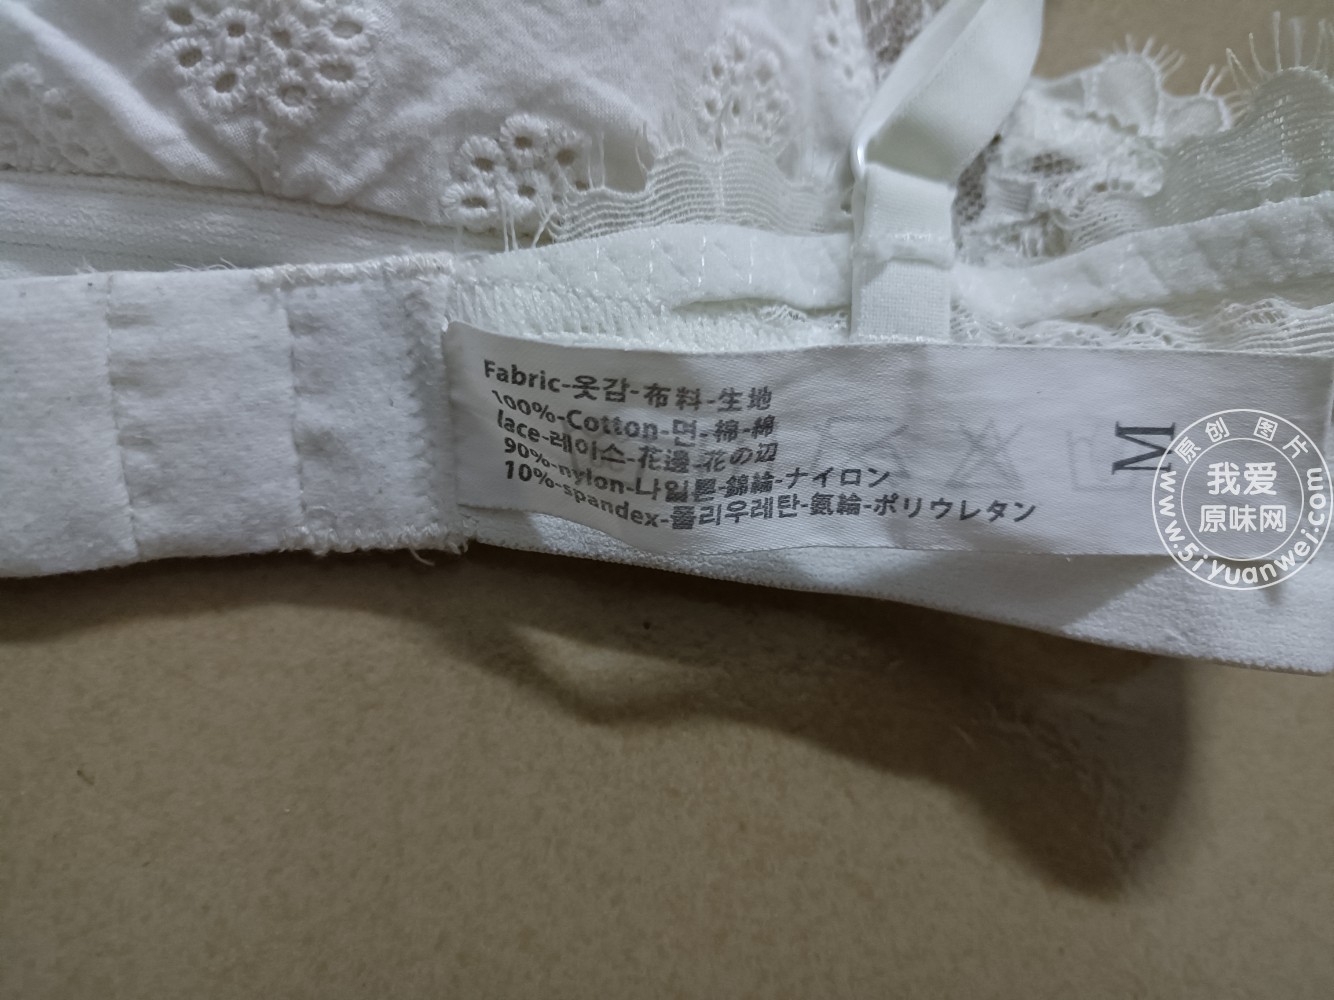 Fabric-옷감-布料-生地
100%-Cotton-면-棉-綿
lace-레이스-花邊-花の辺
90%-nylon-나일론-錦綸-ナイロン
10%-spandex-폴리우레탄-氨綸-ポリウレタン
M
原创图片
我爱
原味网
www.5iyuanwei.com